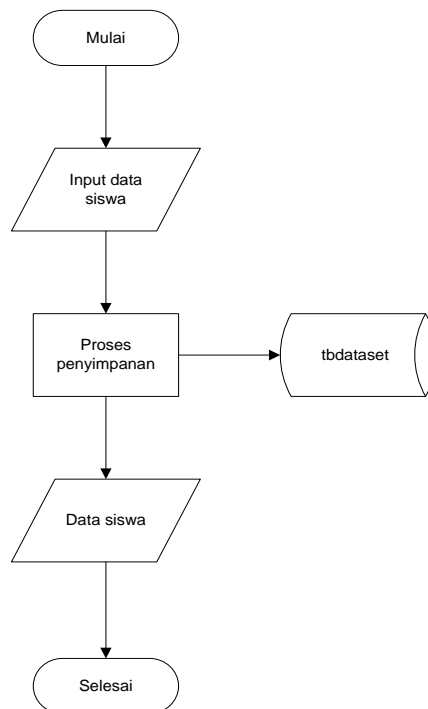 Mulai
Input data
siswa
Proses
penyimpanan
tbdataset
Data siswa
Selesai